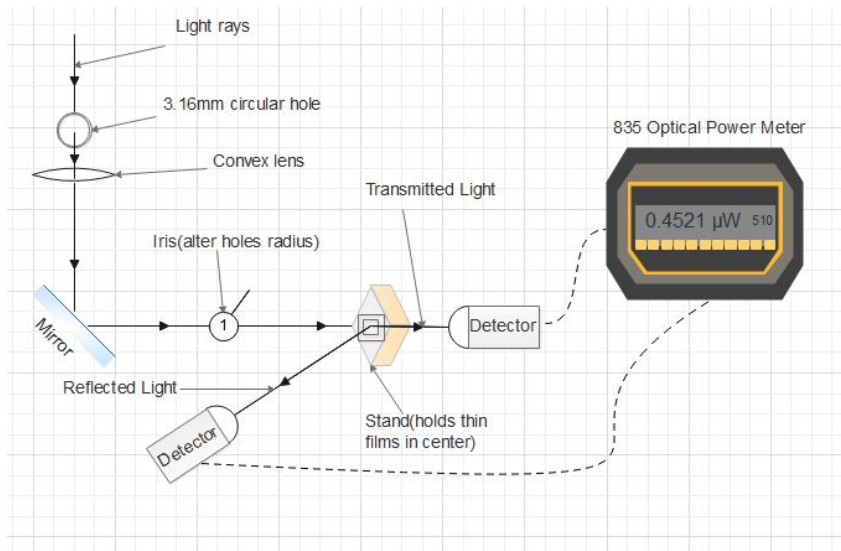 Light rays
3.16mm circular hole
Convex lens
835 Optical Power Meter
0.4521 µW 510
Transmitted Light
Iris(alter holes radius)
1
Detector
Mirror
Reflected Light
Stand(holds thin
films in center)
Detector